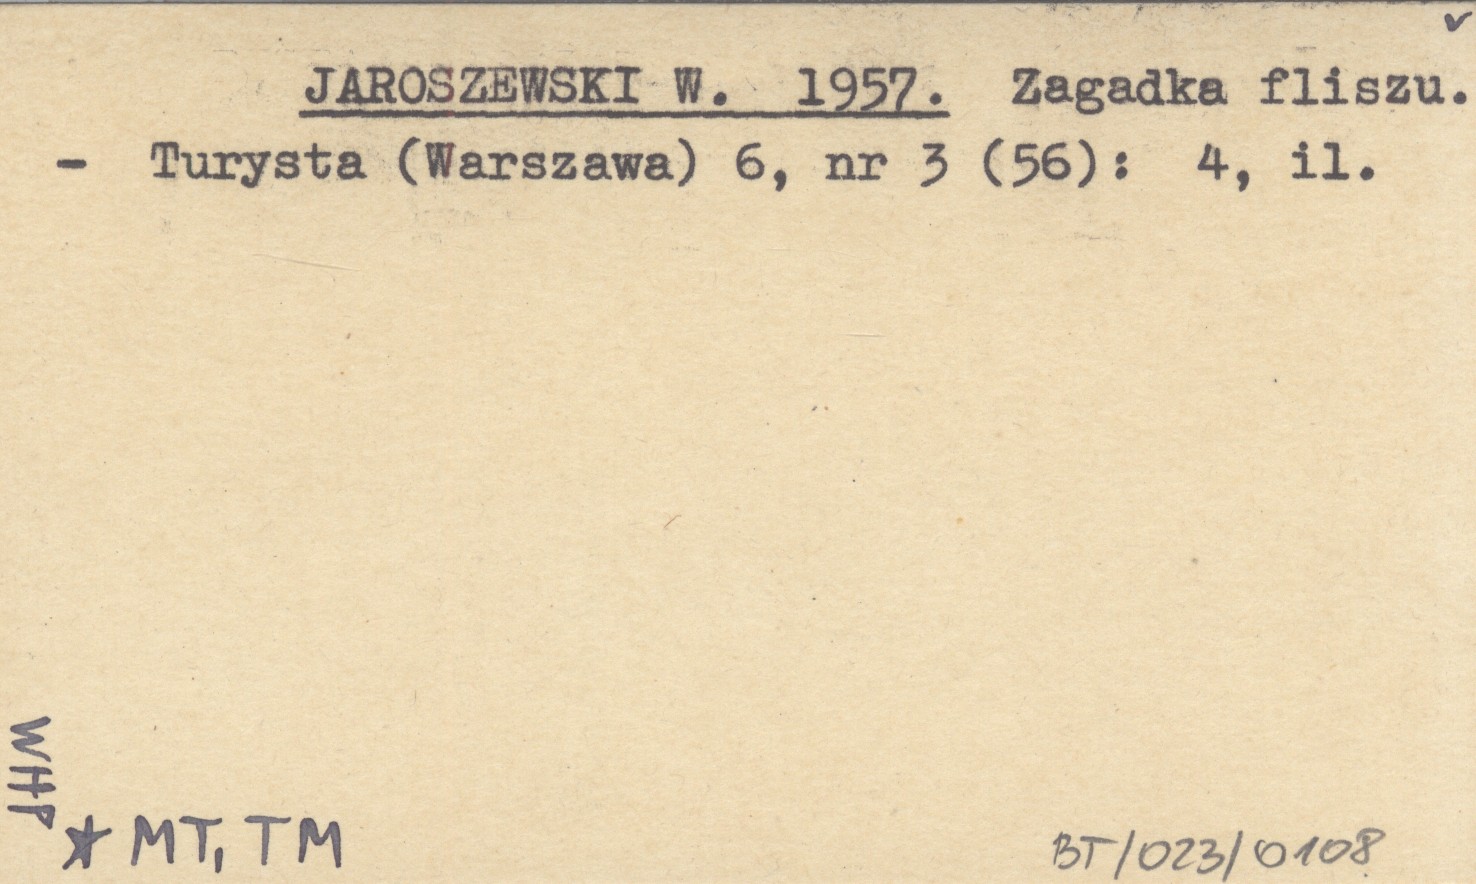 JAROSZEWSKI W. 1957. Zagadka fliszu.
- Turysta (Warszawa) 6, nr 3 (56): 4, il.
WHP
* MT, TM
BT/023/0108